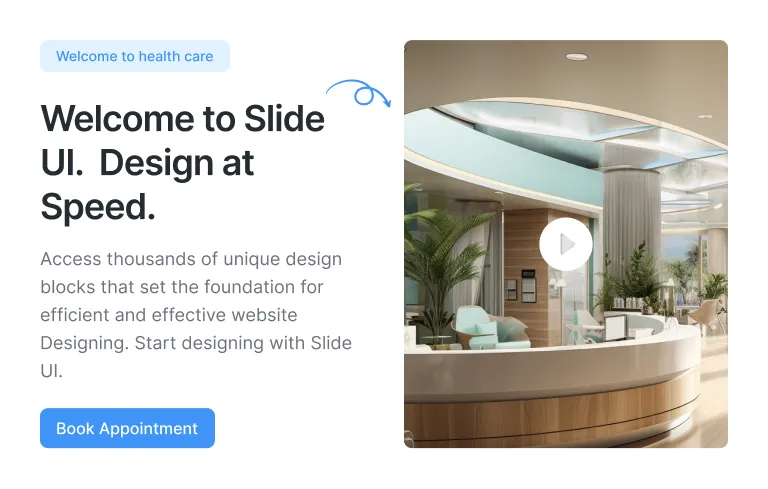 Welcome to health care
Welcome to Slide
UI. Design at
Speed.
Access thousands of unique design
blocks that set the foundation for
efficient and effective website
Designing. Start designing with Slide
UI.
Book Appointment